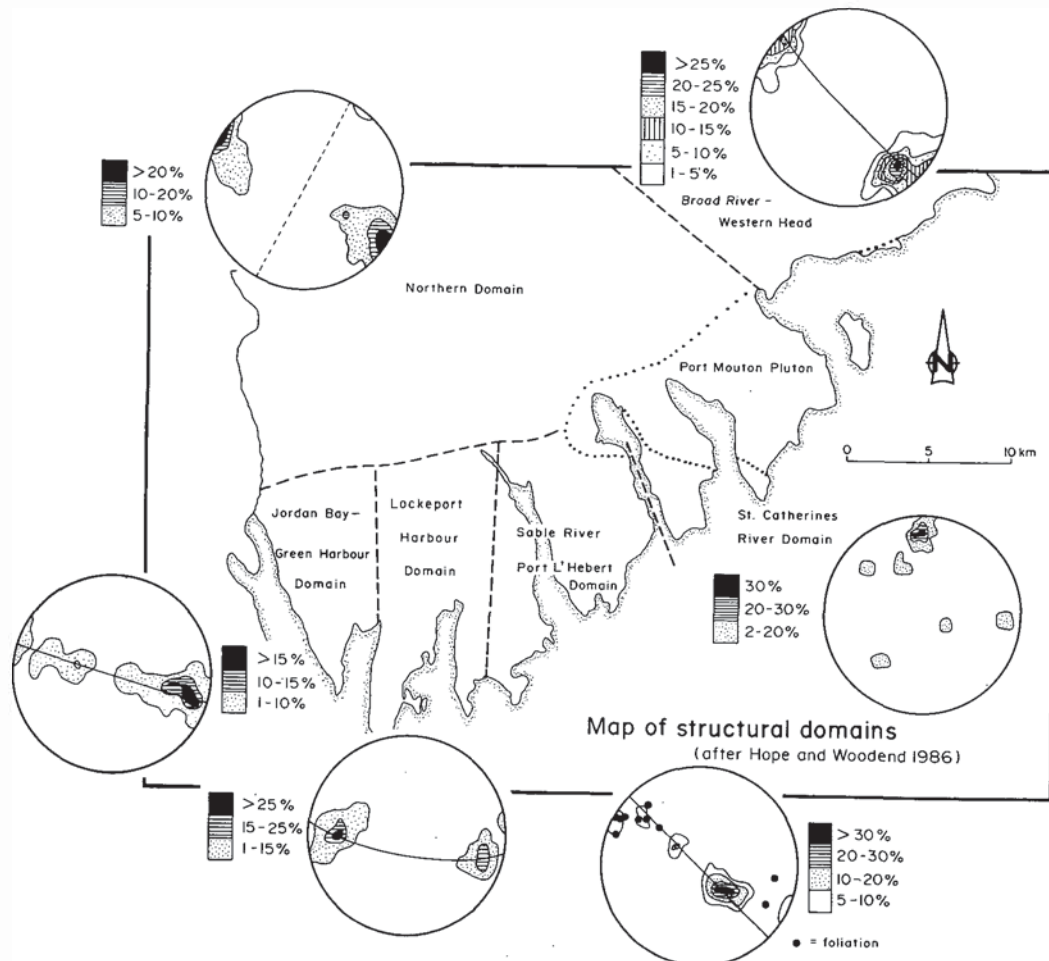 >25%
20-25%
15-20%
10-15%
5-10%
1-5%
>20%
10-20%
5-10%
Broad River -
Western Head
Northern Domain
N
Port Mouton Pluton
0 5 10 km
Jordan Bay-
Green Harbour
Domain
Lockeport
Harbour
Domain
Sable River
Port L'Hebert
Domain
St. Catherines
River Domain
30%
20-30%
2-20%
>15%
10-15%
1-10%
Map of structural domains
(after Hope and Woodend 1986)
>25%
15-25%
1-15%
>30%
20-30%
10-20%
5-10%
= foliation